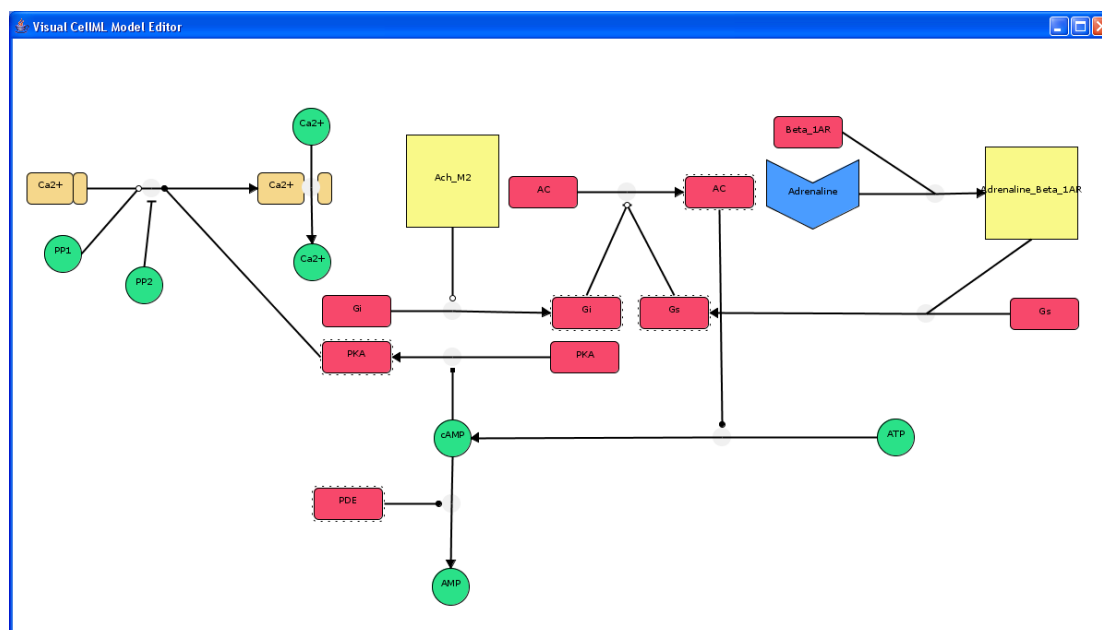 Visual CellML Model Editor
Ca2+
Beta_1AR
Ca2+
Ca2+
Ach_M2
AC
AC
Adrenaline
Adrenaline_Beta_1AR
PP1
Ca2+
PP2
Gi
Gi
Gs
Gs
PKA
PKA
cAMP
ATP
PDE
AMP